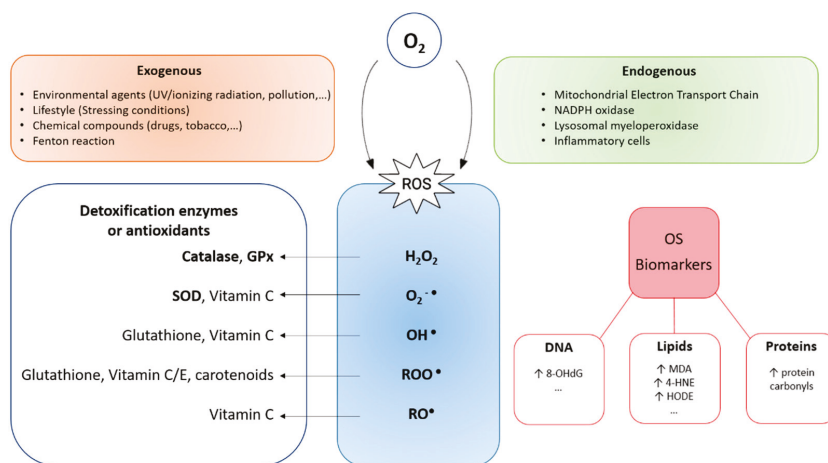 O₂
Exogenous
• Environmental agents (UV/ionizing radiation, pollution,…)
• Lifestyle (Stressing conditions)
• Chemical compounds (drugs, tobacco,…)
• Fenton reaction
Endogenous
• Mitochondrial Electron Transport Chain
• NADPH oxidase
• Lysosomal myeloperoxidase
• Inflammatory cells
ROS
Detoxification enzymes
or antioxidants
Catalase, GPx
H₂O₂
SOD, Vitamin C
O₂⁻•
Glutathione, Vitamin C
OH•
Glutathione, Vitamin C/E, carotenoids
ROO•
Vitamin C
RO•
OS
Biomarkers
DNA
↑ 8-OHdG
…
Lipids
↑ MDA
↑ 4-HNE
↑ HODE
…
Proteins
↑ protein
carbonyls